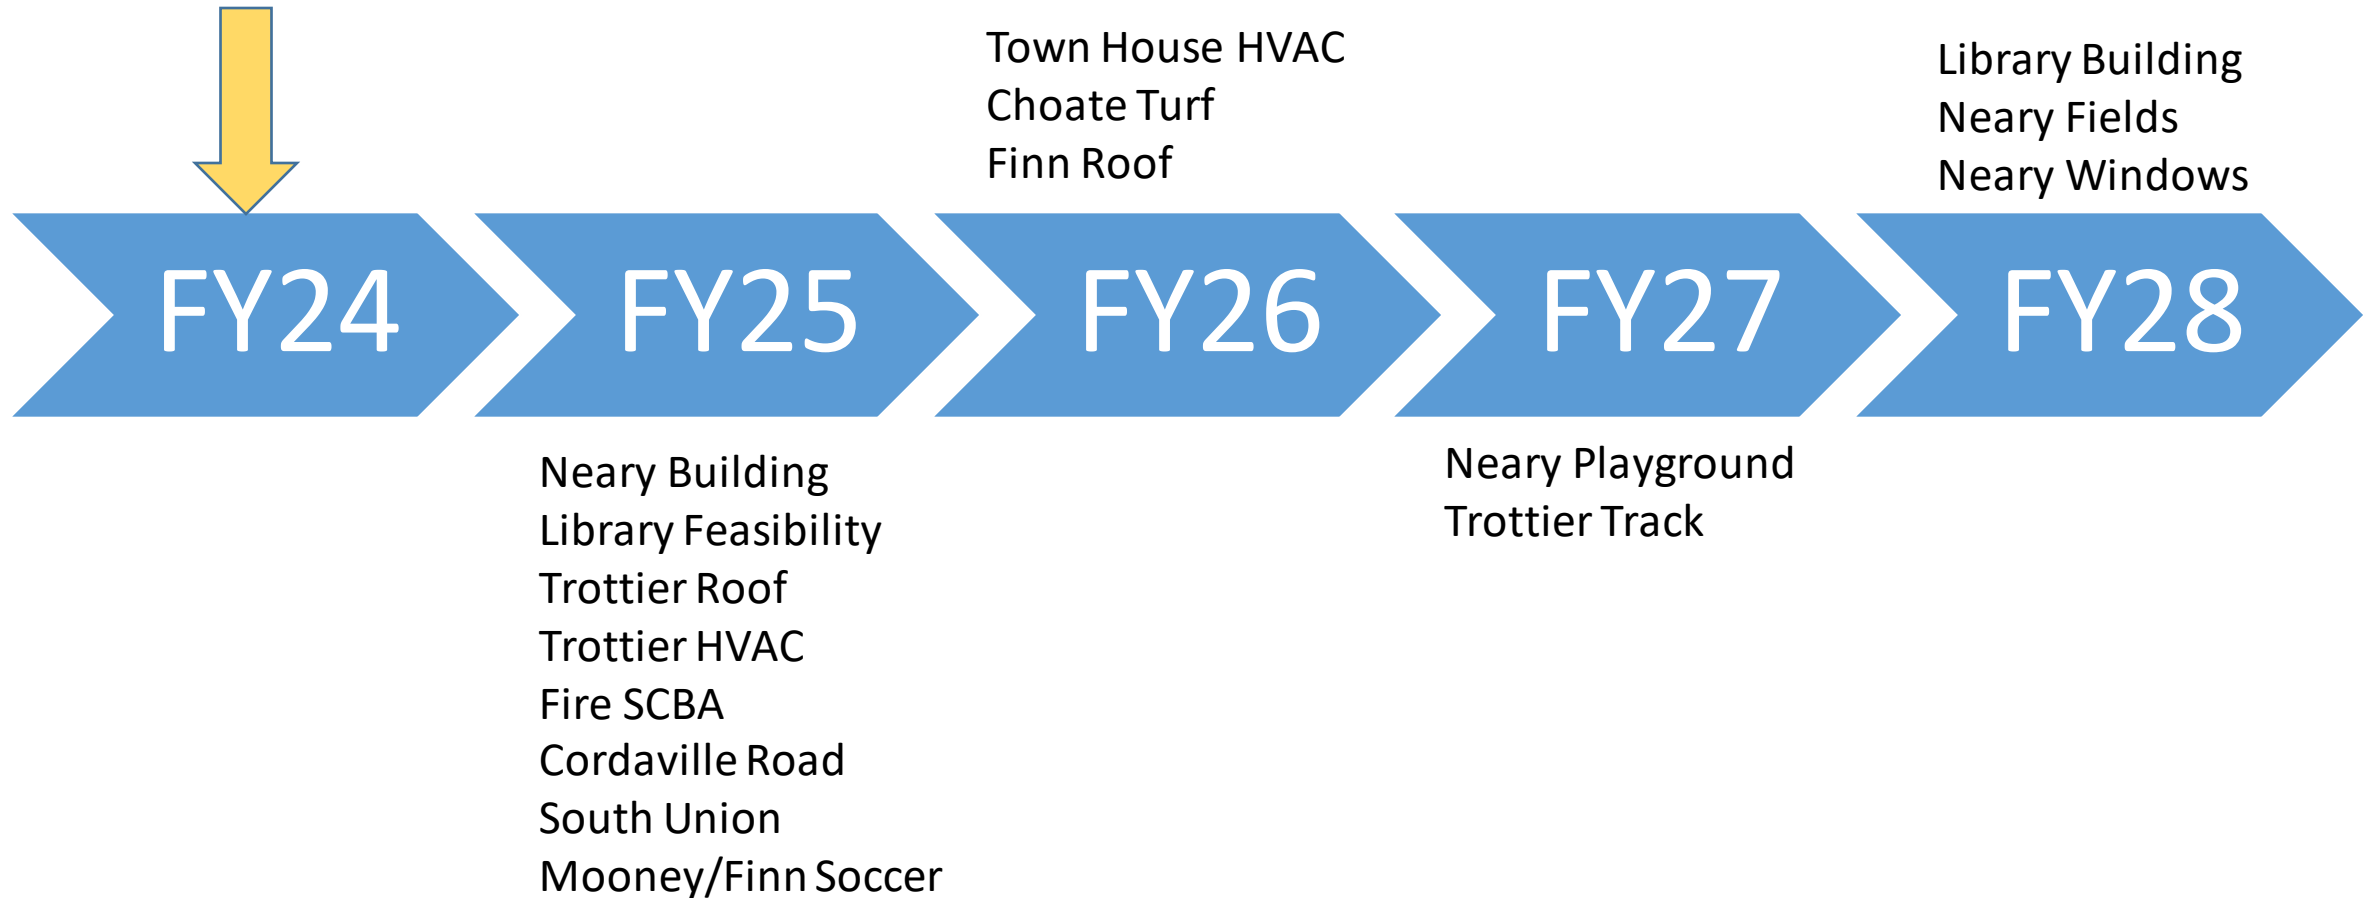 Town House HVAC
Choate Turf
Finn Roof
Library Building
Neary Fields
Neary Windows
FY24
FY25
FY26
FY27
FY28
Neary Building
Library Feasibility
Trottier Roof
Trottier HVAC
Fire SCBA
Cordaville Road
South Union
Mooney/Finn Soccer
Neary Playground
Trottier Track